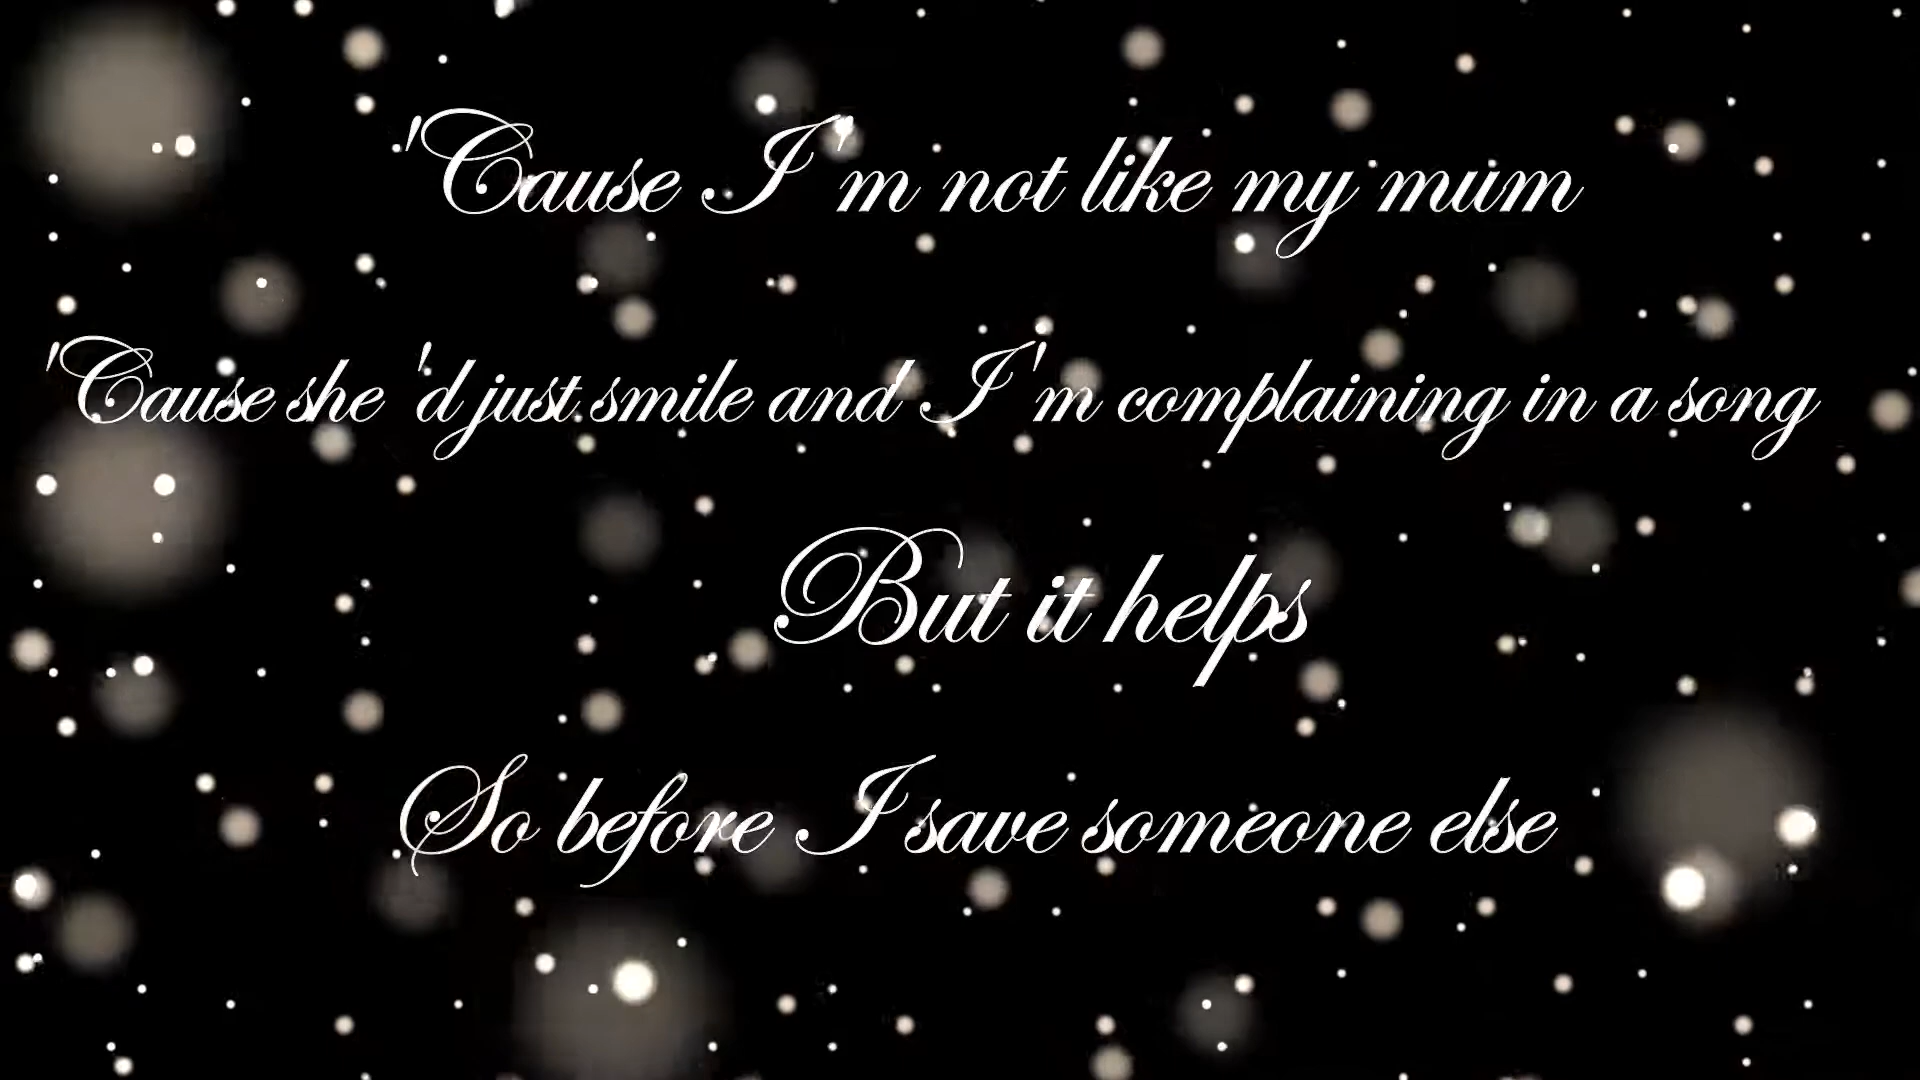 'Cause I'm not like my mum
'Cause she'd just smile and I'm complaining in a song
But it helps
So before I save someone else